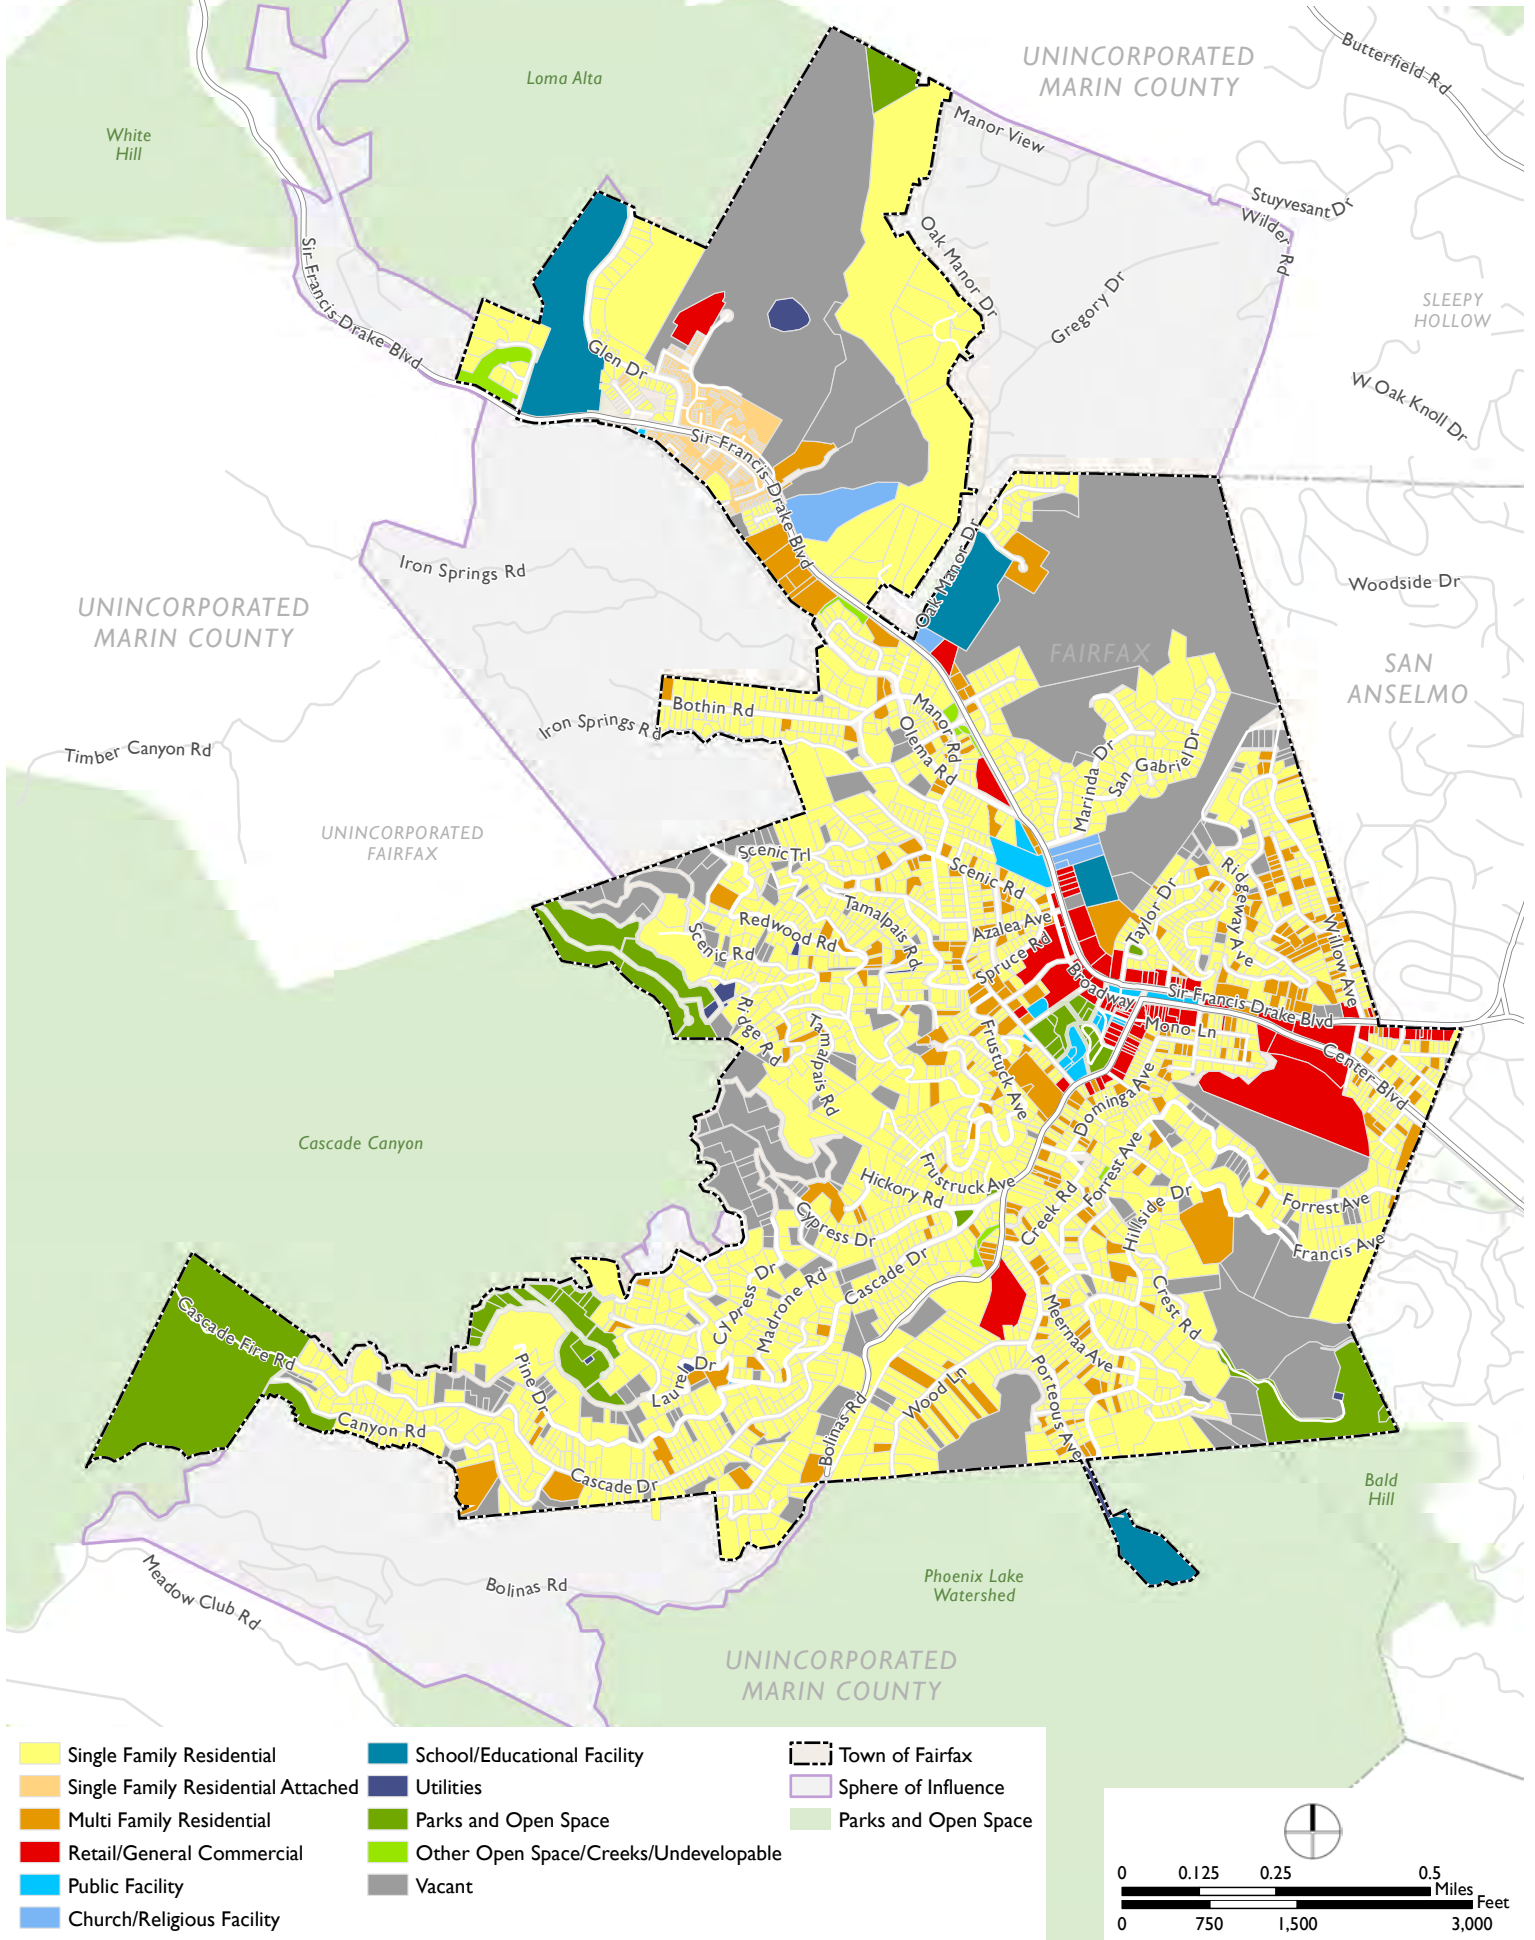 Butterfield Rd
UNINCORPORATED
MARIN COUNTY
Loma Alta
White
Hill
Manor View
Stuyvesant Dr
Wilder Rd
Oak Manor Dr
Sir Francis Drake Blvd
Gregory Dr
SLEEPY
HOLLOW
Glen Dr
W Oak Knoll Dr
Sir Francis Drake Blvd
Oak Manor Dr
Iron Springs Rd
Woodside Dr
UNINCORPORATED
MARIN COUNTY
FAIRFAX
SAN
ANSELMO
Bothin Rd
Iron Springs Rd
Manor Rd
Olema Rd
Timber Canyon Rd
Marinda Dr
San Gabriel Dr
UNINCORPORATED
FAIRFAX
Scenic Trl
Scenic Rd
Ridgeway Ave
Taylor Dr
Willow Ave
Redwood Rd
Tamalpais Rd
Azalea Ave
Scenic Rd
Spruce Rd
Broadway
Sir Francis Drake Blvd
Mono Ln
Ridge Rd
Tamalpais Rd
Frustuck Ave
Center Blvd
Dominga Ave
Cascade Canyon
Forrest Ave
Frustruck Ave
Hickory Rd
Creek Rd
Hillside Dr
Forrest Ave
Francis Ave
Cypress Dr
Cascade Dr
Cypress Dr
Madrone Rd
Crest Rd
Meernaa Ave
Cascade Fire Rd
Pine Dr
Laurel Dr
Wood Ln
Porteous Ave
Canyon Rd
Bolinas Rd
Cascade Dr
Bald
Hill
Meadow Club Rd
Bolinas Rd
Phoenix Lake
Watershed
UNINCORPORATED
MARIN COUNTY
Single Family Residential
Single Family Residential Attached
Multi Family Residential
Retail/General Commercial
Public Facility
Church/Religious Facility
School/Educational Facility
Utilities
Parks and Open Space
Other Open Space/Creeks/Undevelopable
Vacant
Town of Fairfax
Sphere of Influence
Parks and Open Space
0 0.125 0.25 0.5
Miles
Feet
0 750 1,500 3,000